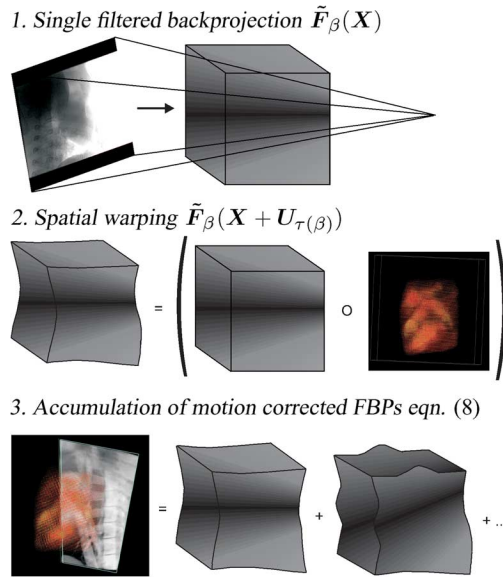 1. Single filtered backprojection F̃β(X)
2. Spatial warping F̃β(X + Uτ(β))
= ( O )
3. Accumulation of motion corrected FBPs eqn. (8)
= + + ..